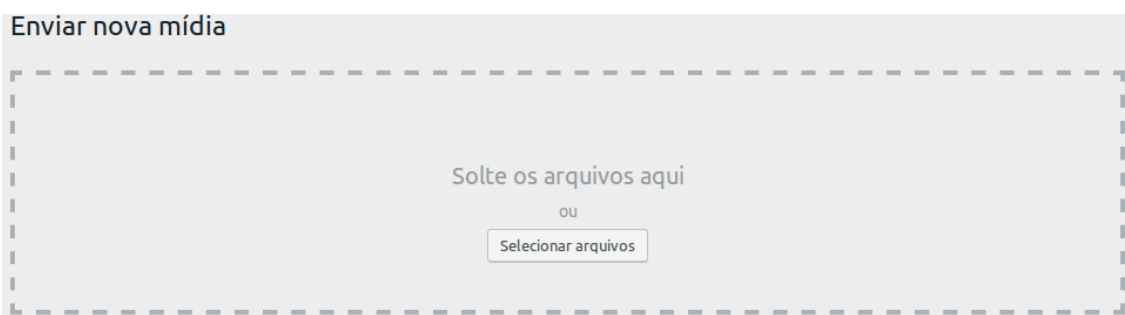 Enviar nova mídia
Solte os arquivos aqui
ou
Selecionar arquivos